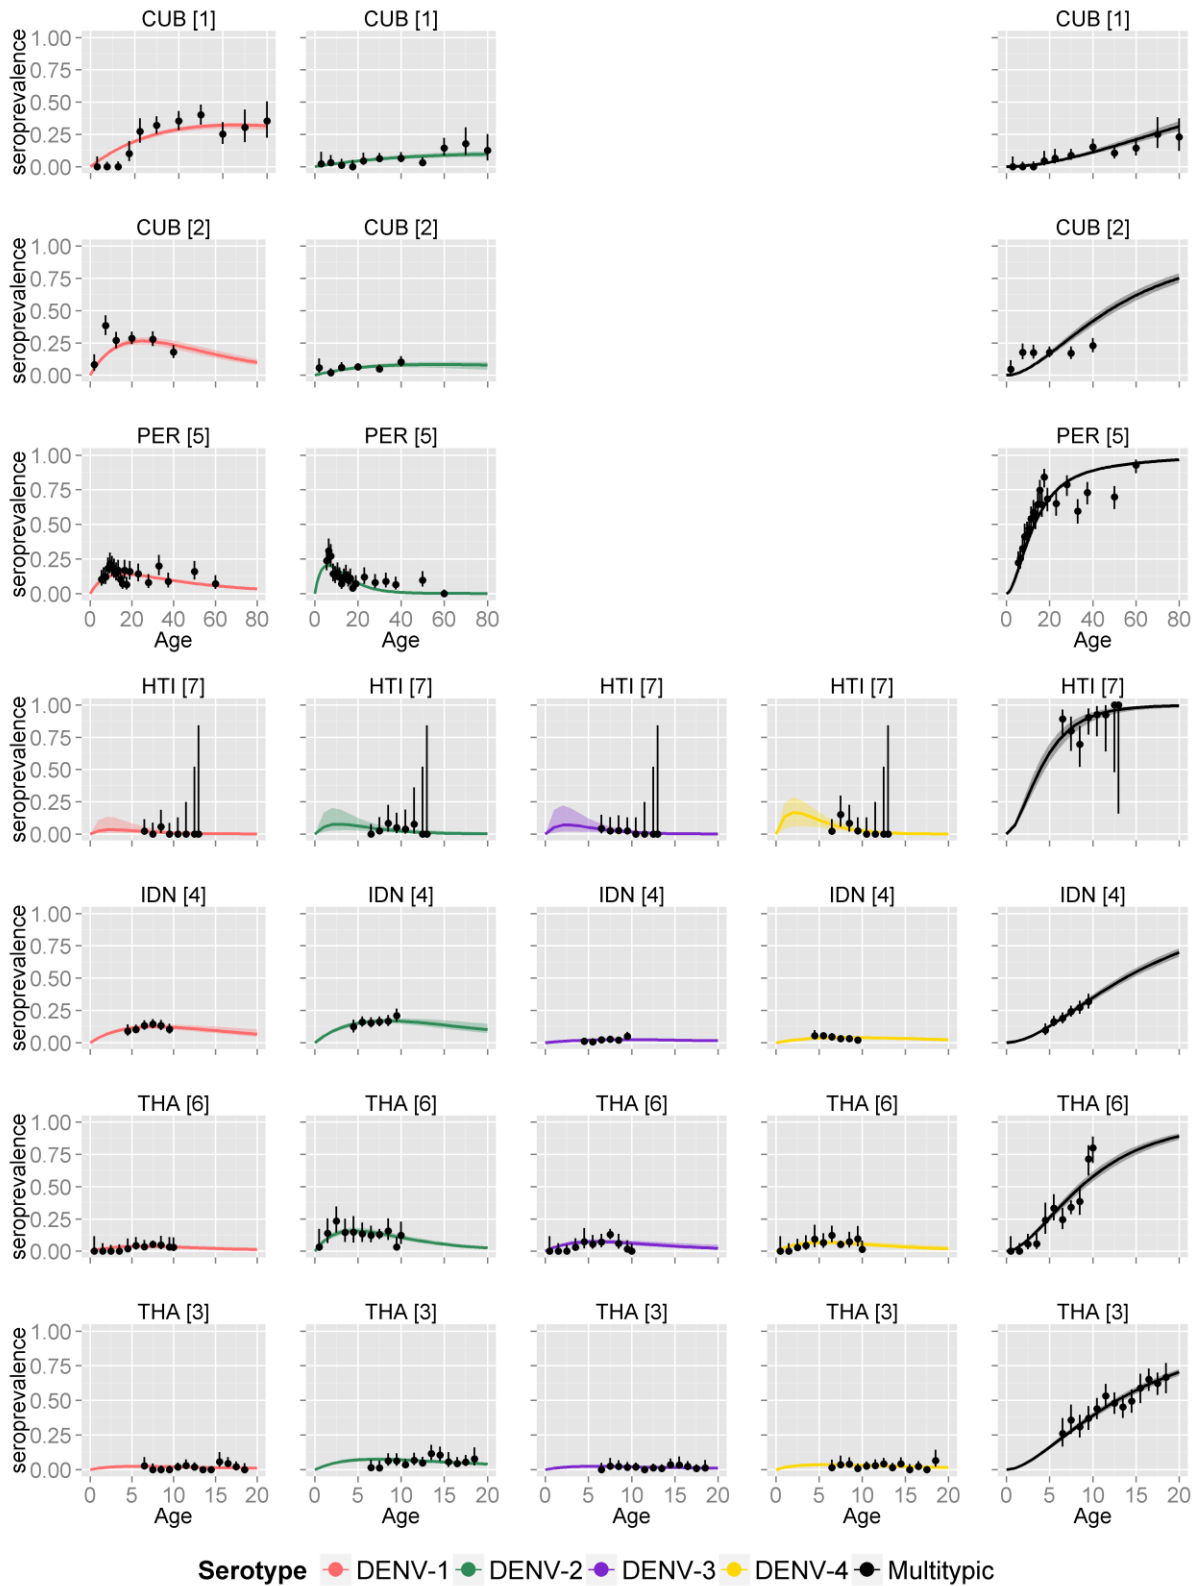 CUB [1] CUB [1] CUB [1]
seroprevalence
1.00
0.75
0.50
0.25
0.00
CUB [2] CUB [2] CUB [2]
seroprevalence
1.00
0.75
0.50
0.25
0.00
PER [5] PER [5] PER [5]
seroprevalence
1.00
0.75
0.50
0.25
0.00
0 20 40 60 80 0 20 40 60 80 0 20 40 60 80
Age Age Age
HTI [7] HTI [7] HTI [7] HTI [7] HTI [7]
seroprevalence
1.00
0.75
0.50
0.25
0.00
IDN [4] IDN [4] IDN [4] IDN [4] IDN [4]
seroprevalence
1.00
0.75
0.50
0.25
0.00
THA [6] THA [6] THA [6] THA [6] THA [6]
seroprevalence
1.00
0.75
0.50
0.25
0.00
THA [3] THA [3] THA [3] THA [3] THA [3]
seroprevalence
1.00
0.75
0.50
0.25
0.00
0 5 10 15 20 0 5 10 15 20 0 5 10 15 20 0 5 10 15 20 0 5 10 15 20
Age Age Age Age Age
Serotype DENV-1 DENV-2 DENV-3 DENV-4 Multitypic